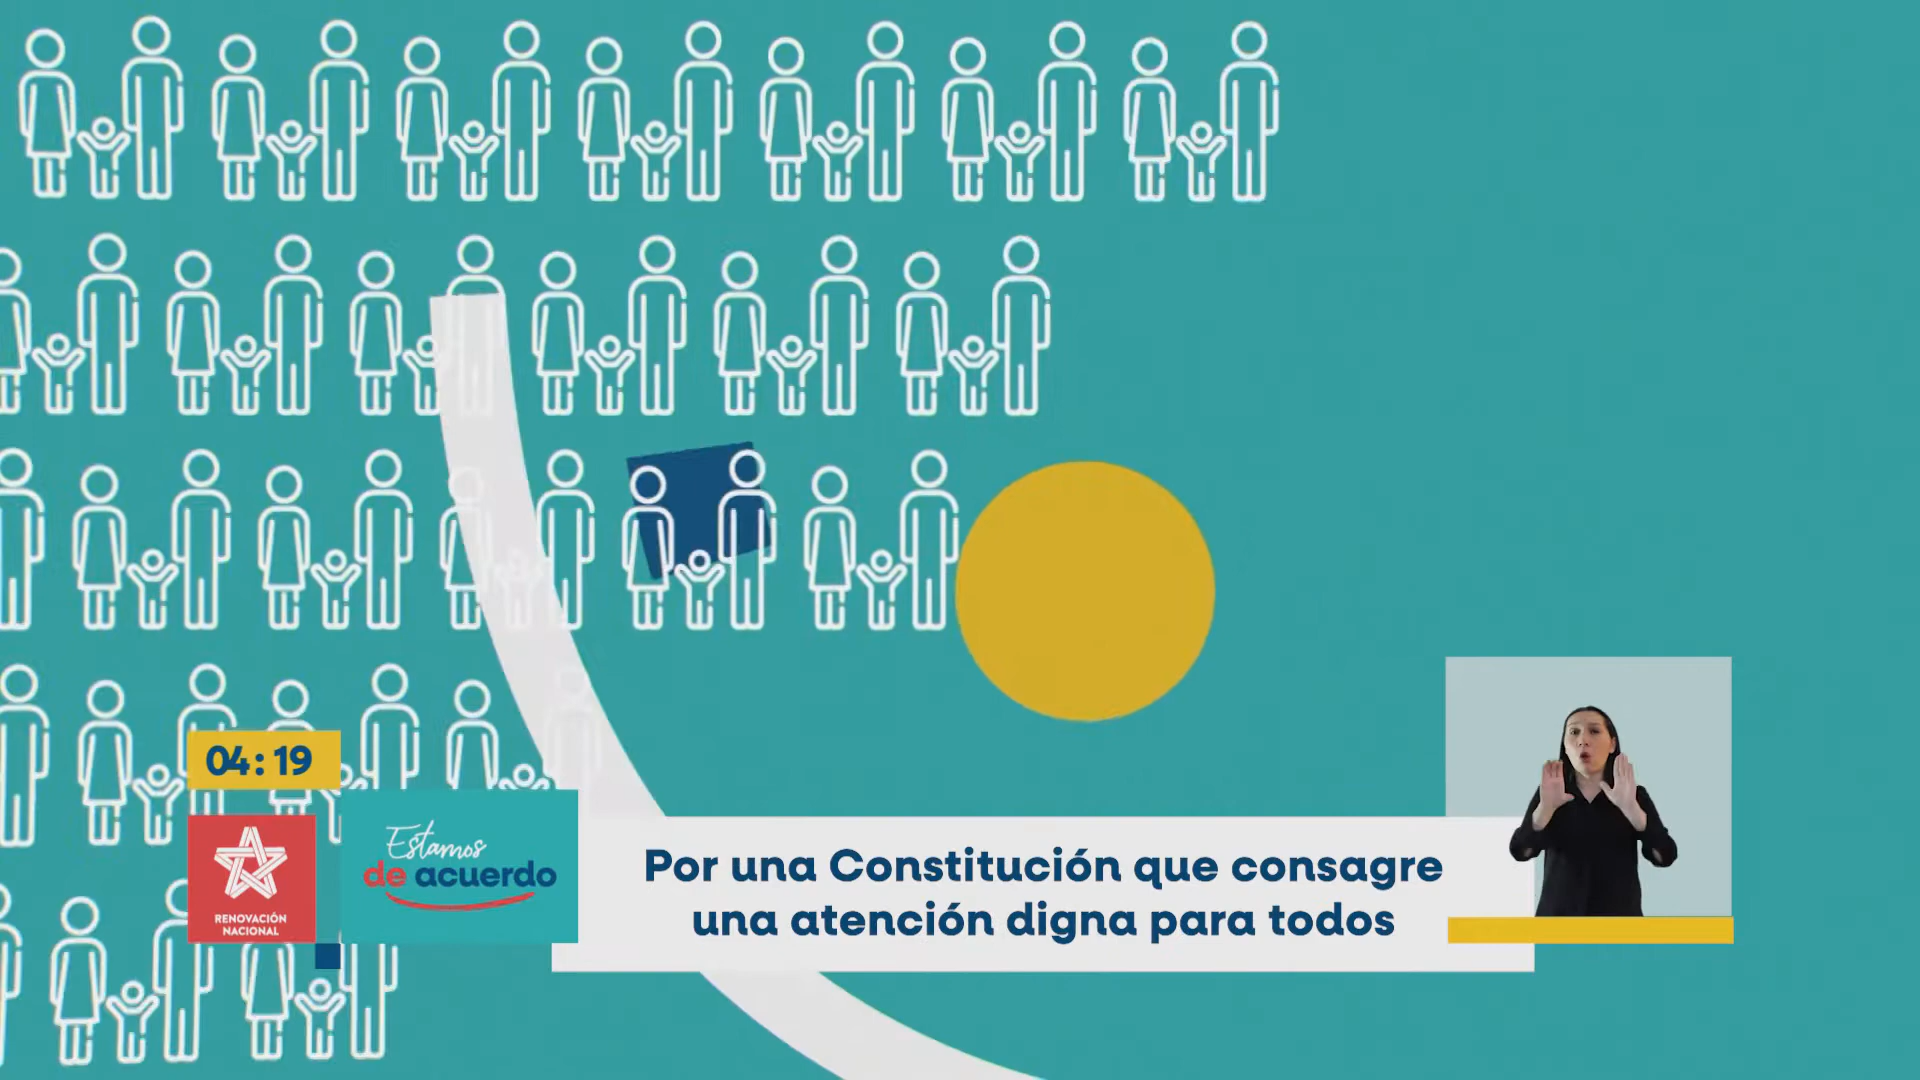 04:19
RENOVACIÓN
NACIONAL
Estamos
de acuerdo
Por una Constitución que consagre
una atención digna para todos